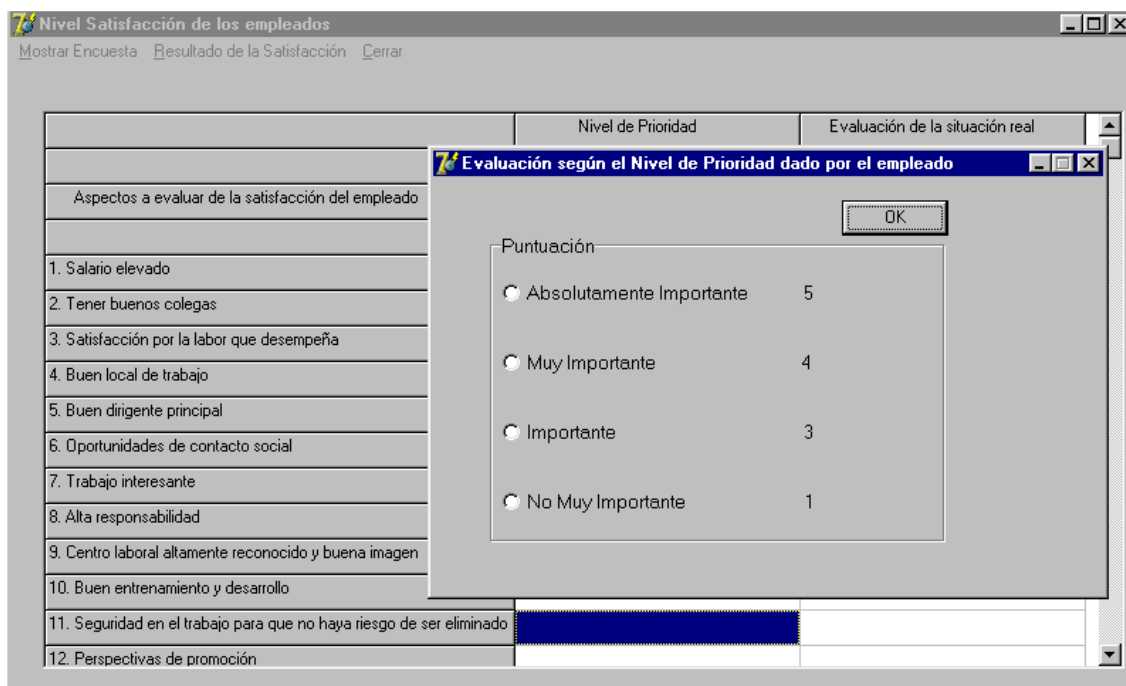 Nivel Satisfacción de los empleados
Mostrar Encuesta Resultado de la Satisfacción Cerrar
Nivel de Prioridad Evaluación de la situación real
Evaluación según el Nivel de Prioridad dado por el empleado
Aspectos a evaluar de la satisfacción del empleado
OK
Puntuación
Absolutamente Importante 5
Muy Importante 4
Importante 3
No Muy Importante 1
1. Salario elevado
2. Tener buenos colegas
3. Satisfacción por la labor que desempeña
4. Buen local de trabajo
5. Buen dirigente principal
6. Oportunidades de contacto social
7. Trabajo interesante
8. Alta responsabilidad
9. Centro laboral altamente reconocido y buena imagen
10. Buen entrenamiento y desarrollo
11. Seguridad en el trabajo para que no haya riesgo de ser eliminado
12. Perspectivas de promoción